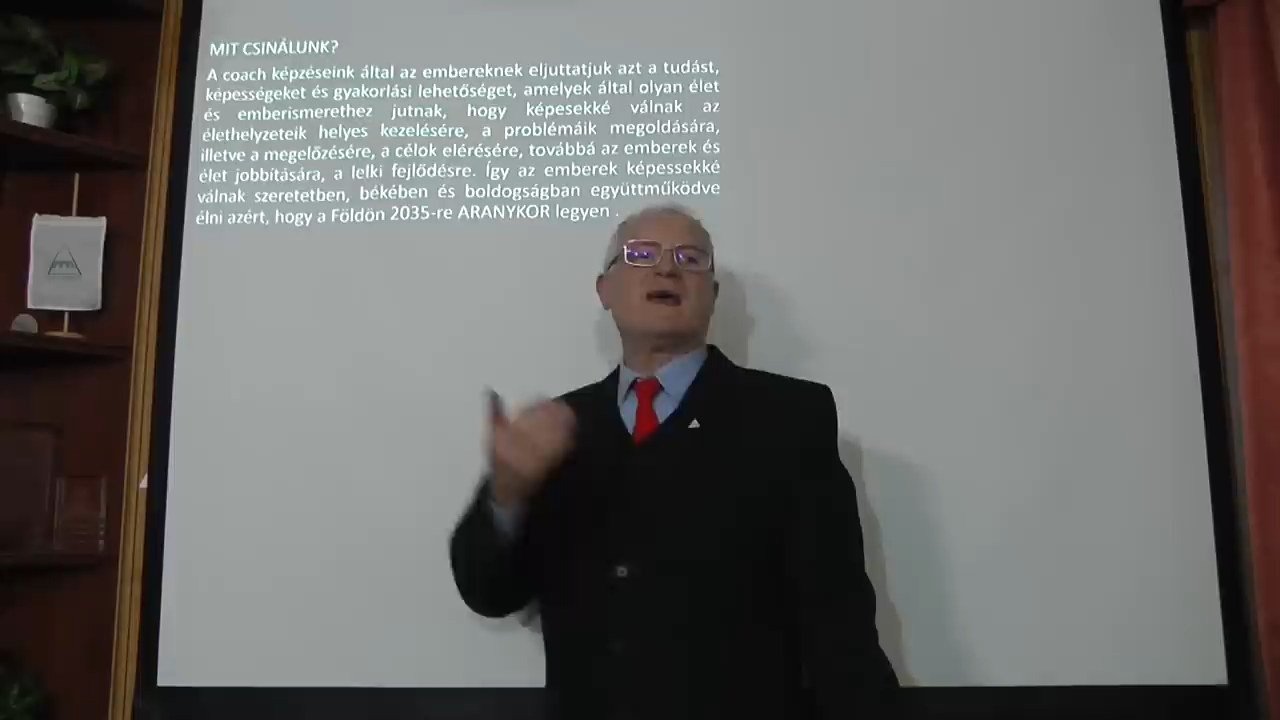 MIT CSINÁLUNK?
A coach képzéseink által az embereknek eljuttatjuk azt a tudást,
képességeket és gyakorlási lehetőséget, amelyek által olyan élet
és emberismerethez jutnak, hogy képesekké válnak az
élethelyzeteik helyes kezelésére, a problémáik megoldására,
illetve a megelőzésére, a célok elérésére, továbbá az emberek és
élet jobbítására, a lelki fejlődésre. Így az emberek képessekké
válnak szeretetben, békében és boldogságban együttműködve
élni azért, hogy a Földön 2035-re ARANYKOR legyen .